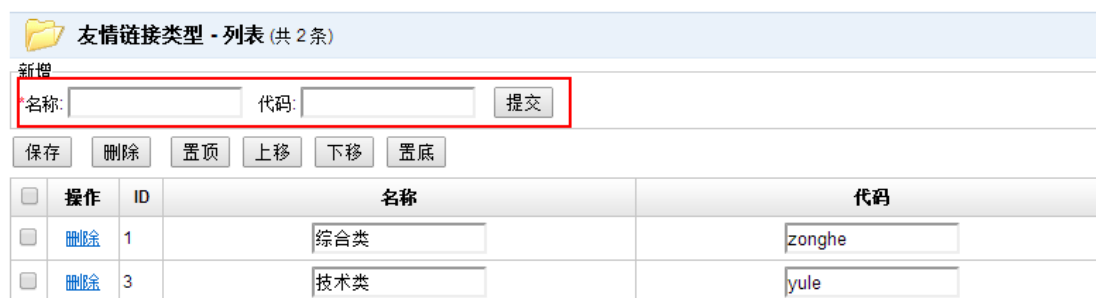 友情链接类型 - 列表 (共 2 条)
新增
*名称: 代码: 提交
保存 删除 置顶 上移 下移 置底
操作 ID 名称 代码
删除 1 综合类 zonghe
删除 3 技术类 yule